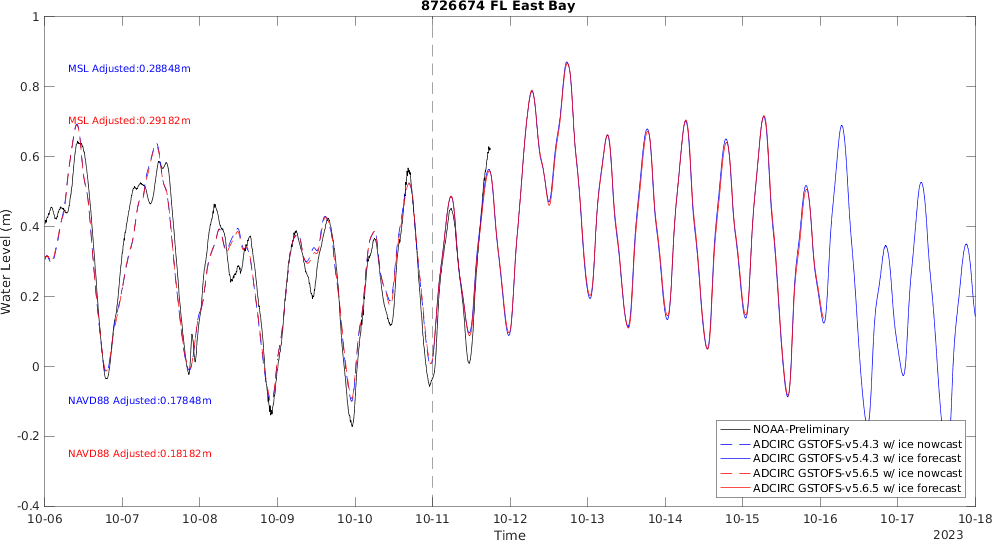 8726674 FL East Bay
Water Level (m)
1
0.8
0.6
0.4
0.2
0
-0.2
-0.4
MSL Adjusted:0.28848m
MSL Adjusted:0.29182m
NAVD88 Adjusted:0.17848m
NAVD88 Adjusted:0.18182m
NOAA-Preliminary
ADCIRC GSTOFS-v5.4.3 w/ ice nowcast
ADCIRC GSTOFS-v5.4.3 w/ ice forecast
ADCIRC GSTOFS-v5.6.5 w/ ice nowcast
ADCIRC GSTOFS-v5.6.5 w/ ice forecast
10-06 10-07 10-08 10-09 10-10 10-11 10-12 10-13 10-14 10-15 10-16 10-17 10-18
Time
2023